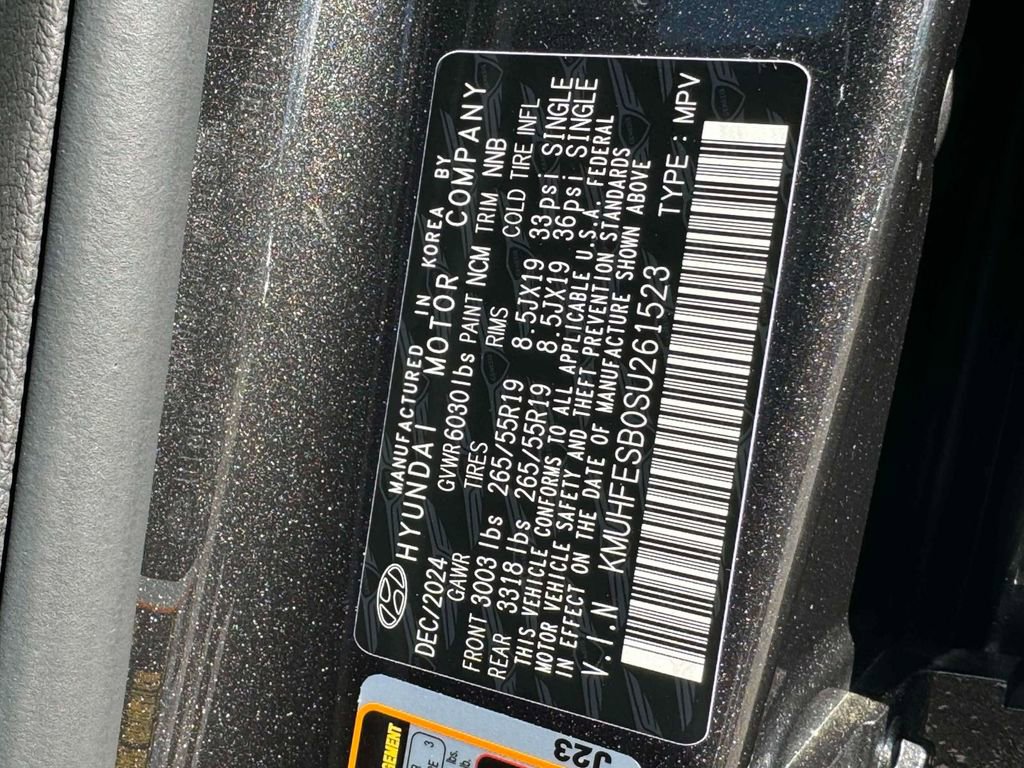 MANUFACTURED IN KOREA BY
HYUNDAI MOTOR COMPANY
DEC/2024 GVWR 6030lbs PAINT NCM TRIM NNB
GAWR TIRES RIMS COLD TIRE INFL
FRONT 3003 lbs 265/55R19 8.5JX19 33psi SINGLE
REAR 3318 lbs 265/55R19 8.5JX19 36psi SINGLE
THIS VEHICLE CONFORMS TO ALL APPLICABLE U.S.A. FEDERAL
MOTOR VEHICLE SAFETY AND THEFT PREVENTION STANDARDS
IN EFFECT ON THE DATE OF MANUFACTURE SHOWN ABOVE
V.I.N KMUHFESB0SU261523 TYPE : MPV
J23
3
lbs.